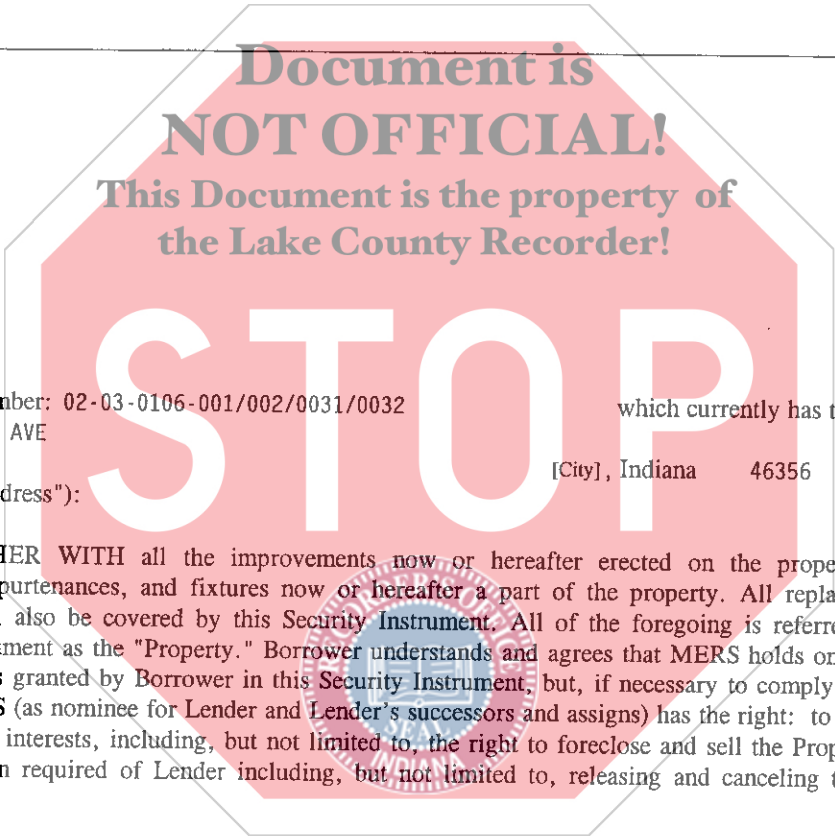 Document is
NOT OFFICIAL!
This Document is the property of
the Lake County Recorder!
STOP
nber: 02-03-0106-001/002/0031/0032 which currently has t
AVE
[City], Indiana 46356
dress"):
HER WITH all the improvements now or hereafter erected on the prope
purtenances, and fixtures now or hereafter a part of the property. All repla
also be covered by this Security Instrument. All of the foregoing is referre
ment as the "Property." Borrower understands and agrees that MERS holds on
s granted by Borrower in this Security Instrument, but, if necessary to comply
S (as nominee for Lender and Lender's successors and assigns) has the right: to
interests, including, but not limited to, the right to foreclose and sell the Prop
n required of Lender including, but not limited to, releasing and canceling t
RECORDER'S OFFICE
SEAL
INDIANA